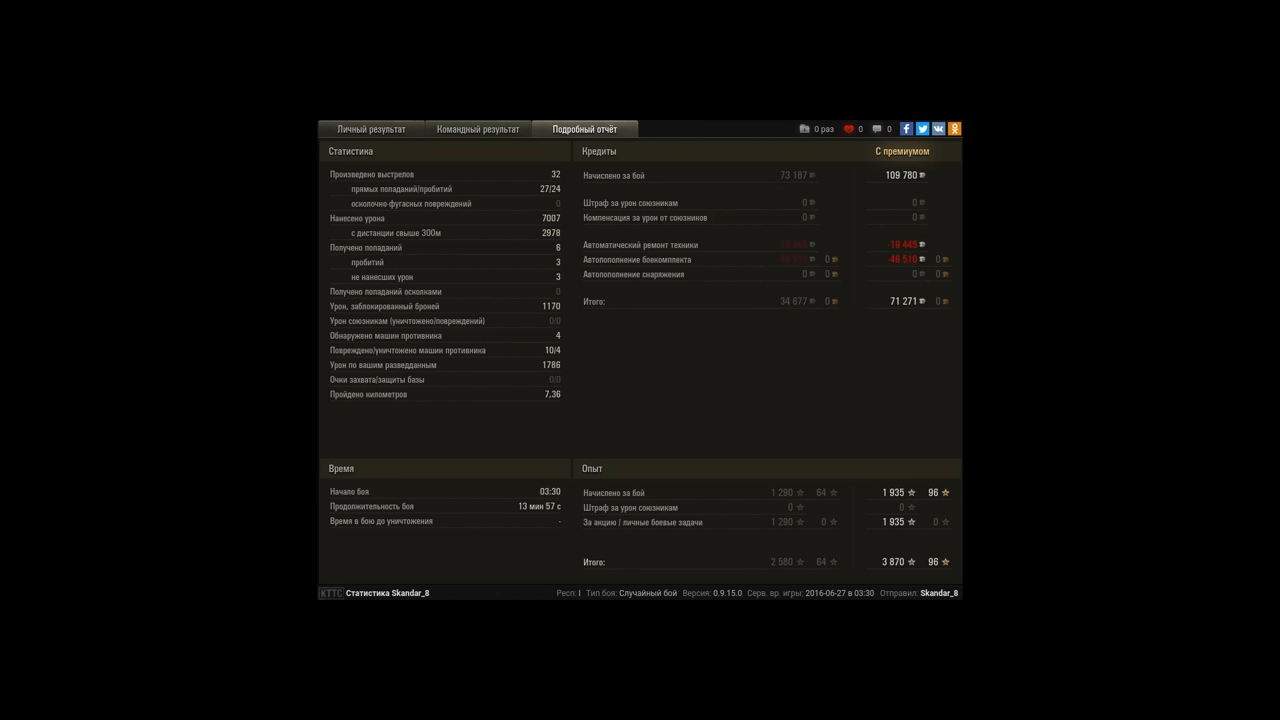 Личный результат Командный результат Подробный отчёт 0 раз 0 0
Статистика
Произведено выстрелов 32
прямых попаданий/пробитий 27/24
осколочно-фугасных повреждений 0
Нанесено урона 7007
с дистанции свыше 300м 2978
Получено попаданий 6
пробитий 3
не нанесших урон 3
Получено попаданий осколками 0
Урон, заблокированный броней 1170
Урон союзникам (уничтожено/повреждений) 0/0
Обнаружено машин противника 4
Повреждено/уничтожено машин противника 10/4
Урон по вашим разведданным 1786
Очки захвата/защиты базы 0/0
Пройдено километров 7,36
Кредиты С премиумом
Начислено за бой 73 187 109 780
Штраф за урон союзникам 0 0
Компенсация за урон от союзников 0 0
Автоматический ремонт техники -19 445
Автопополнение боекомплекта 0 0
Автопополнение снаряжения 0 0 0 0
Итого: 34 677 0 71 271 0
Время
Начало боя 03:30
Продолжительность боя 13 мин 57 с
Время в бою до уничтожения -
Опыт
Начислено за бой 1 290 64 1 935 96
Штраф за урон союзникам 0 0
За акцию / личные боевые задачи 1 290 0 1 935 0
Итого: 2 580 64 3 870 96
КТТС Статистика Skandar_8 Респ: I Тип боя: Случайный бой Версия: 0.9.15.0 Серв. вр. игры: 2016-06-27 в 03:30 Отправил: Skandar_8